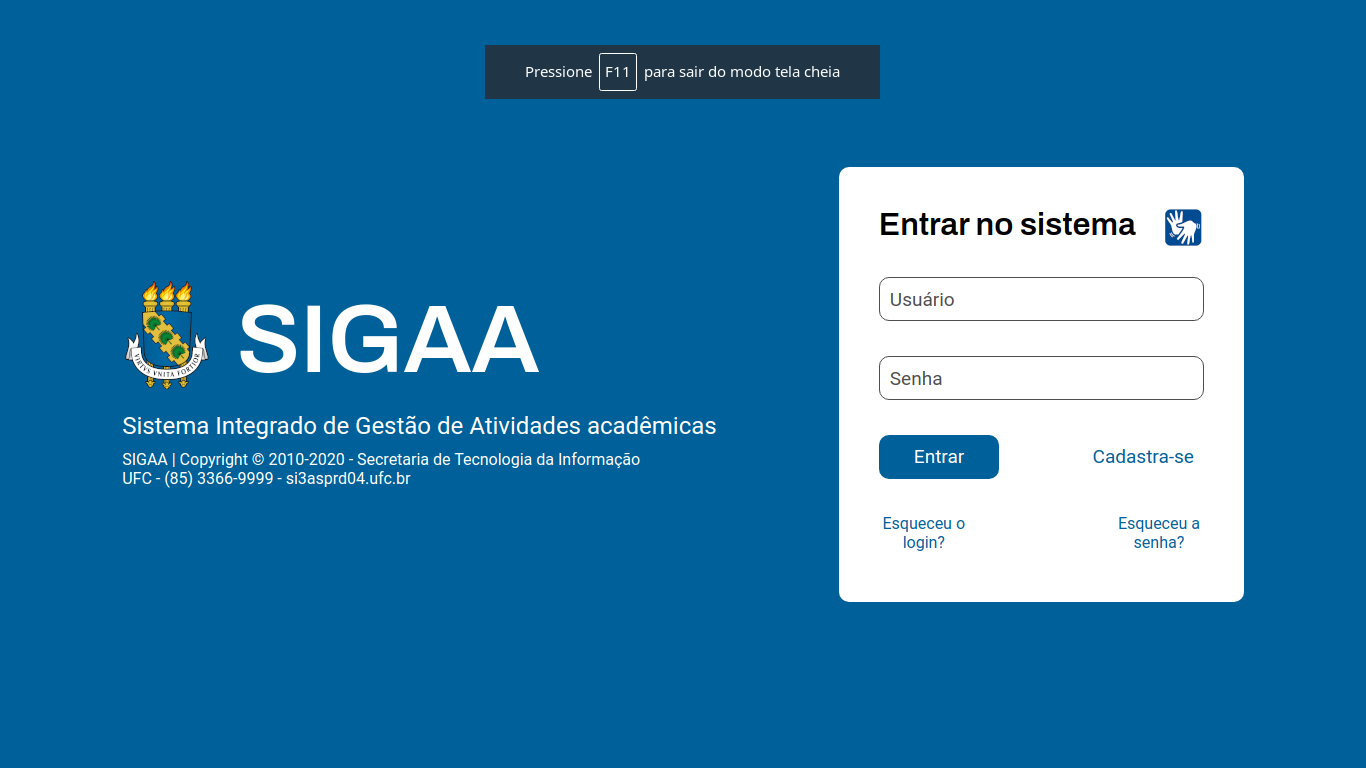 Pressione F11 para sair do modo tela cheia
SIGAA
Sistema Integrado de Gestão de Atividades acadêmicas
SIGAA | Copyright © 2010-2020 - Secretaria de Tecnologia da Informação
UFC - (85) 3366-9999 - si3asprd04.ufc.br
VIRTVS VNITA FORTIOR
Entrar no sistema
Usuário
Senha
Entrar
Cadastra-se
Esqueceu o
login?
Esqueceu a
senha?